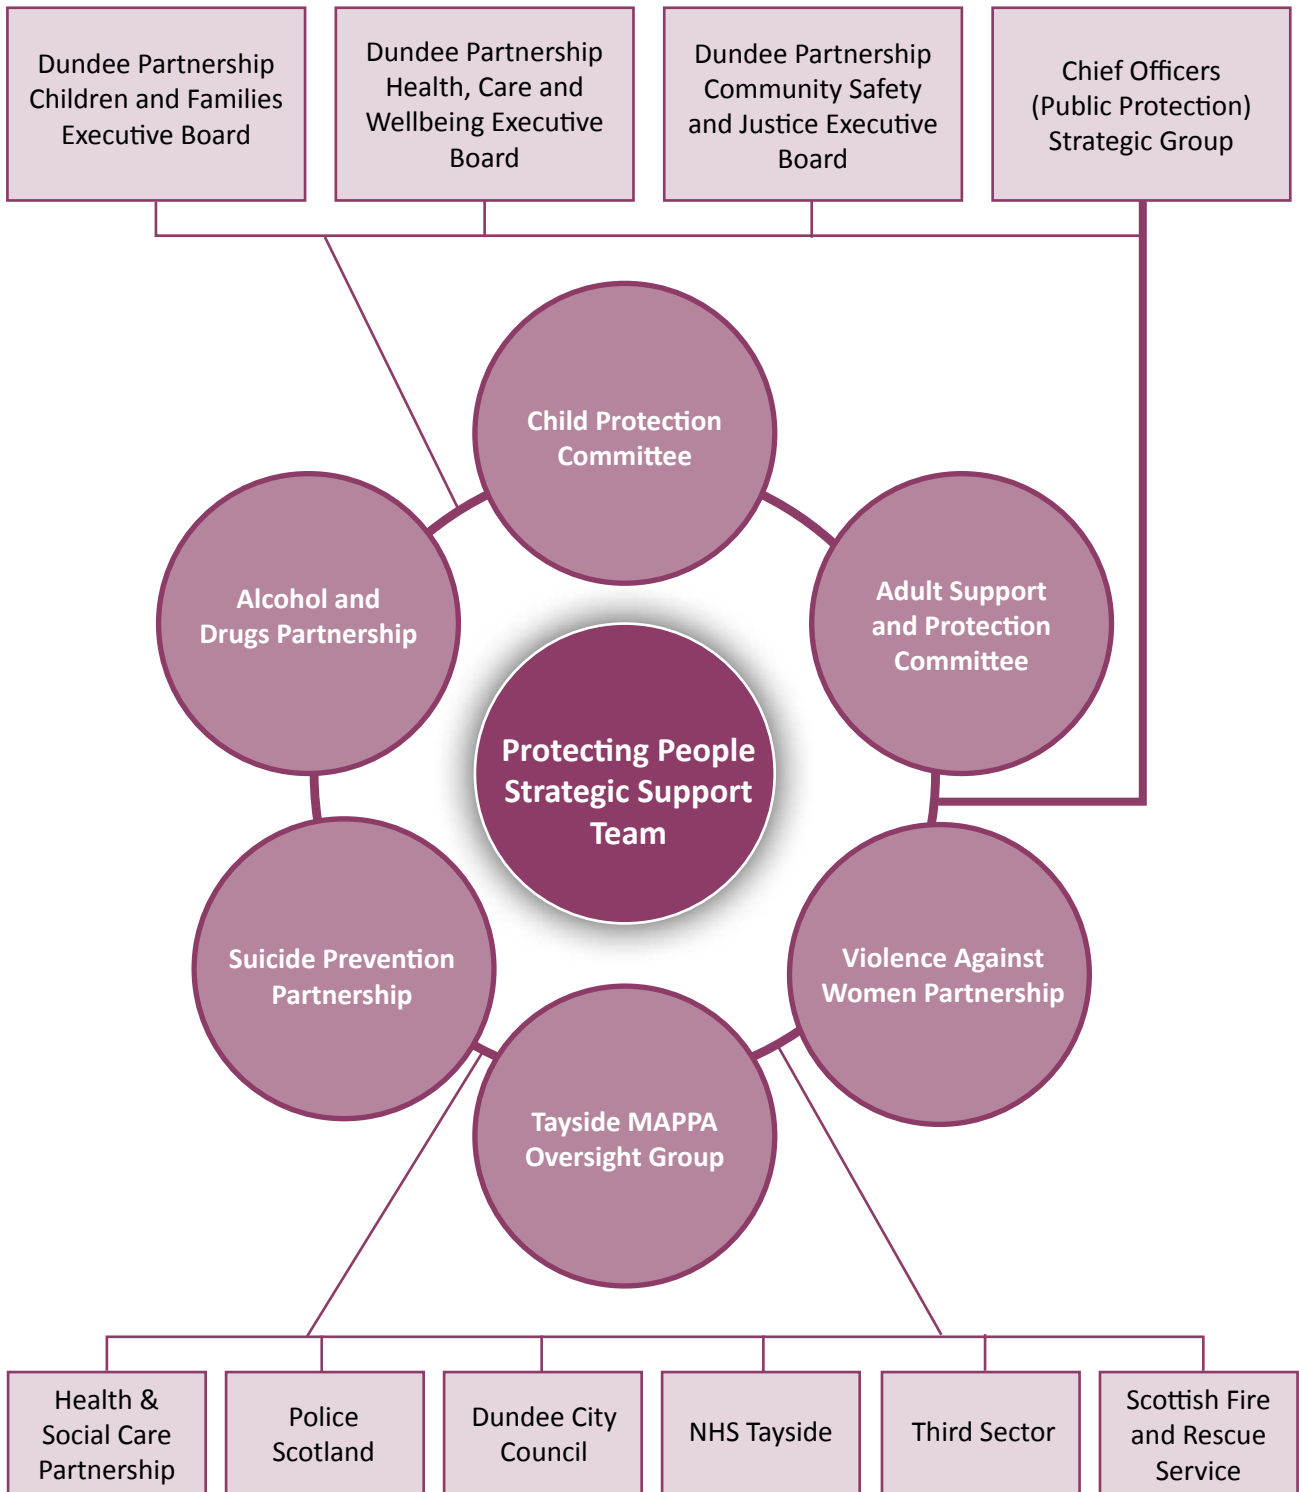 Dundee Partnership
Children and Families
Executive Board
Dundee Partnership
Health, Care and
Wellbeing Executive
Board
Dundee Partnership
Community Safety
and Justice Executive
Board
Chief Officers
(Public Protection)
Strategic Group
Child Protection
Committee
Alcohol and
Drugs Partnership
Adult Support
and Protection
Committee
Protecting People
Strategic Support
Team
Suicide Prevention
Partnership
Violence Against
Women Partnership
Tayside MAPPA
Oversight Group
Health &
Social Care
Partnership
Police
Scotland
Dundee City
Council
NHS Tayside
Third Sector
Scottish Fire
and Rescue
Service